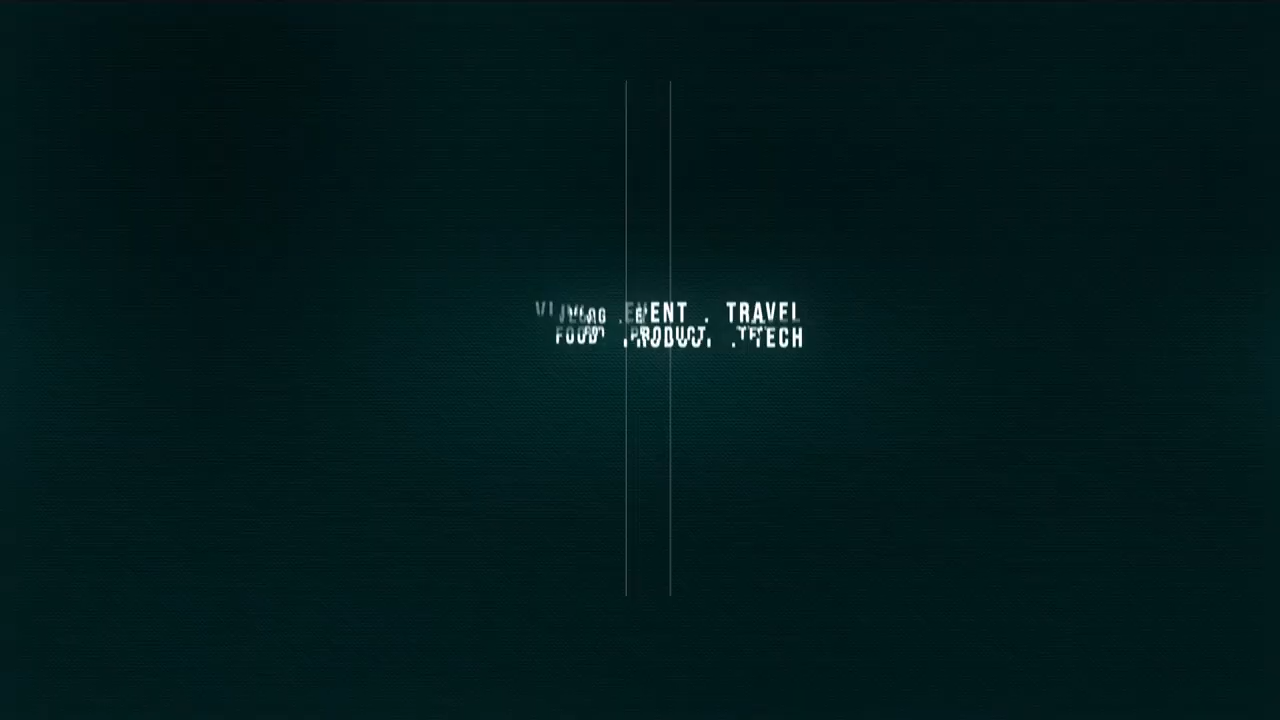 VLOG . EVENT . TRAVEL
FOOD . PRODUCT . TECH